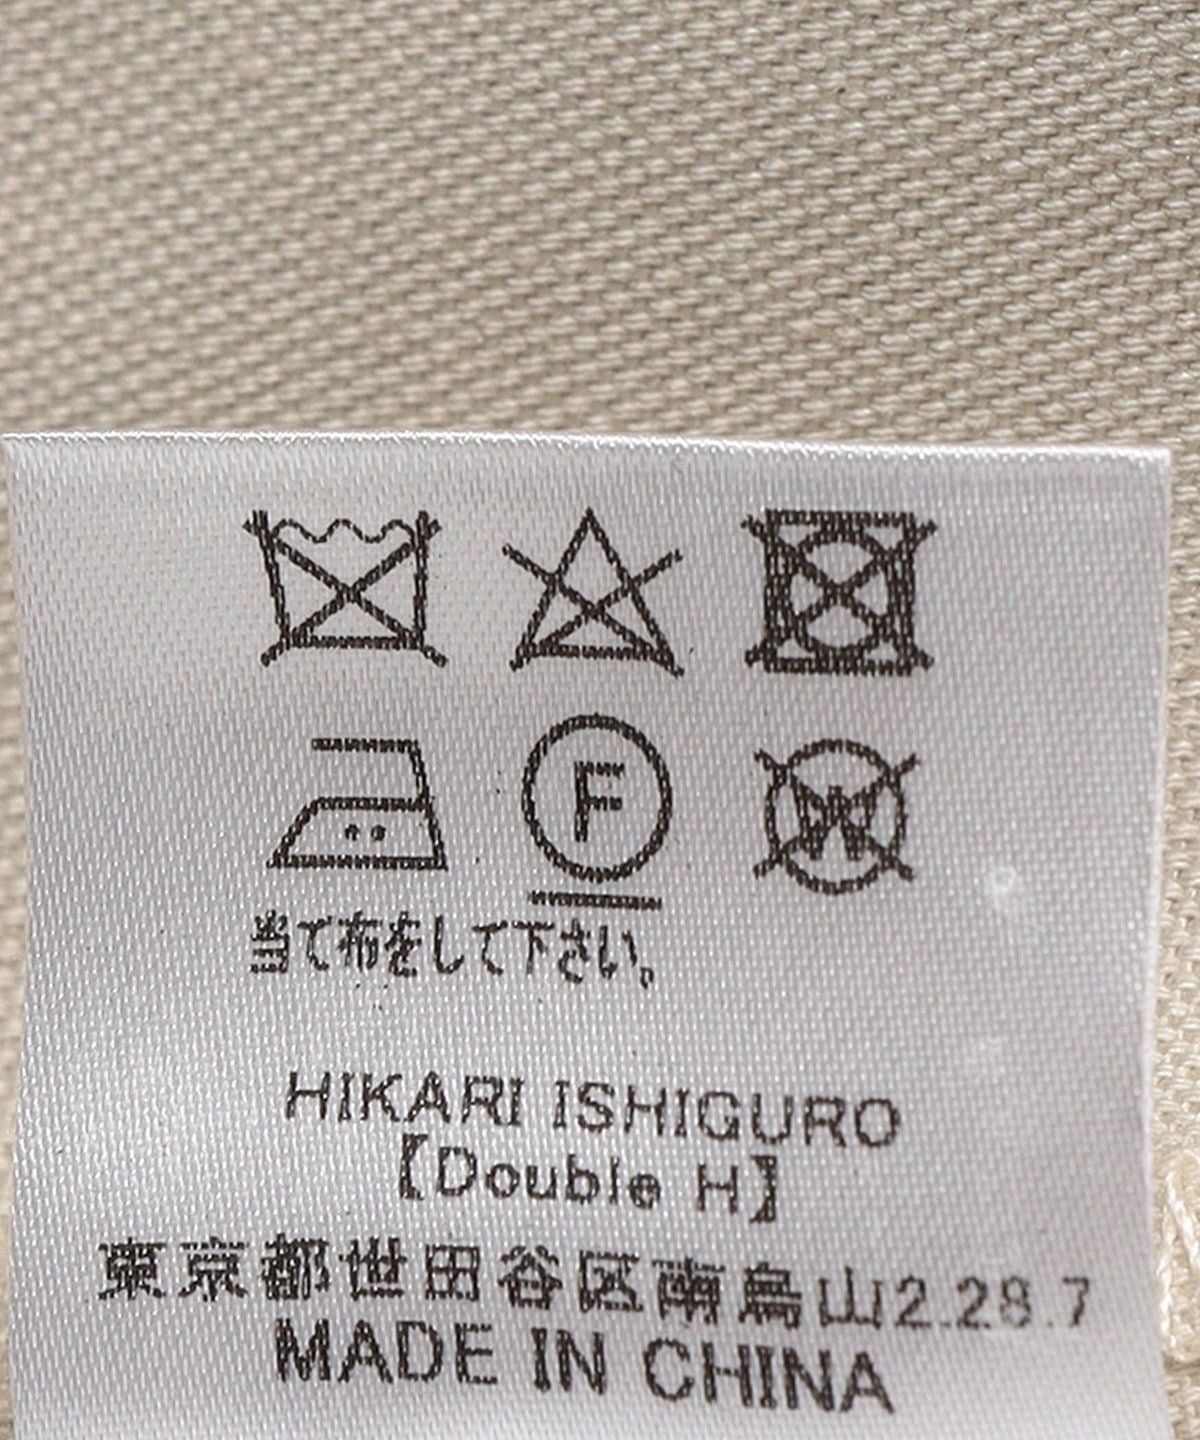 F W
当て布をして下さい。
HIKARI ISHIGURO
【Double H】
東京都世田谷区南烏山2.28.7
MADE IN CHINA